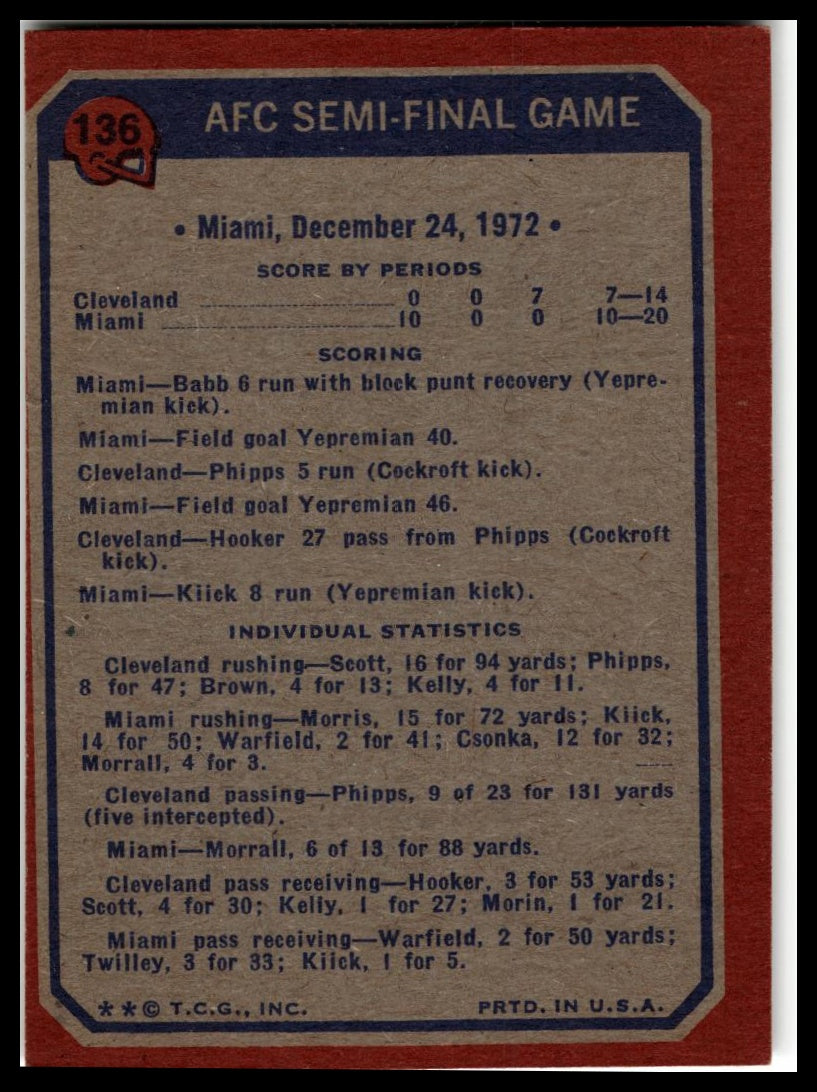 136
AFC SEMI-FINAL GAME
• Miami, December 24, 1972 •
SCORE BY PERIODS
Cleveland 0 0 7 7—14
Miami 10 0 0 10—20
SCORING
Miami—Babb 6 run with block punt recovery (Yepre-
mian kick).
Miami—Field goal Yepremian 40.
Cleveland—Phipps 5 run (Cockroft kick).
Miami—Field goal Yepremian 46.
Cleveland—Hooker 27 pass from Phipps (Cockroft
kick).
Miami—Kiick 8 run (Yepremian kick).
INDIVIDUAL STATISTICS
Cleveland rushing—Scott, 16 for 94 yards; Phipps,
8 for 47; Brown, 4 for 13; Kelly, 4 for 11.
Miami rushing—Morris, 15 for 72 yards; Kiick,
14 for 50; Warfield, 2 for 41; Csonka, 12 for 32;
Morrall, 4 for 3.
Cleveland passing—Phipps, 9 of 23 for 131 yards
(five intercepted).
Miami—Morrall, 6 of 13 for 88 yards.
Cleveland pass receiving—Hooker, 3 for 53 yards;
Scott, 4 for 30; Kelly, 1 for 27; Morin, 1 for 21.
Miami pass receiving—Warfield, 2 for 50 yards;
Twilley, 3 for 33; Kiick, 1 for 5.
**© T.C.G., INC. PRTD. IN U.S.A.